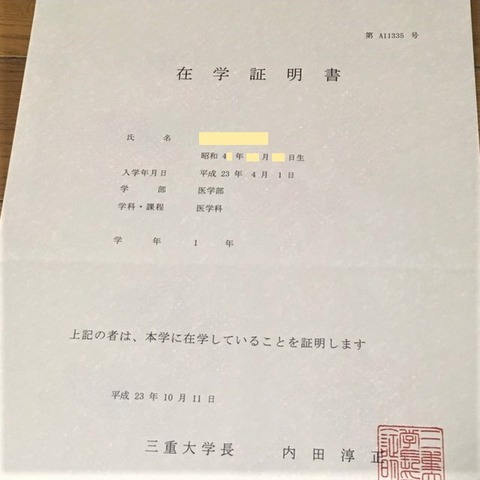 第 A11335 号
在学証明書
氏 名
昭和 4 年 月 日生
入学年月日 平成 23 年 4 月 1 日
学 部 医学部
学科・課程 医学科
学 年 1 年
上記の者は、本学に在学していることを証明します
平成 23 年 10 月 11 日
三重大学長 内田淳正